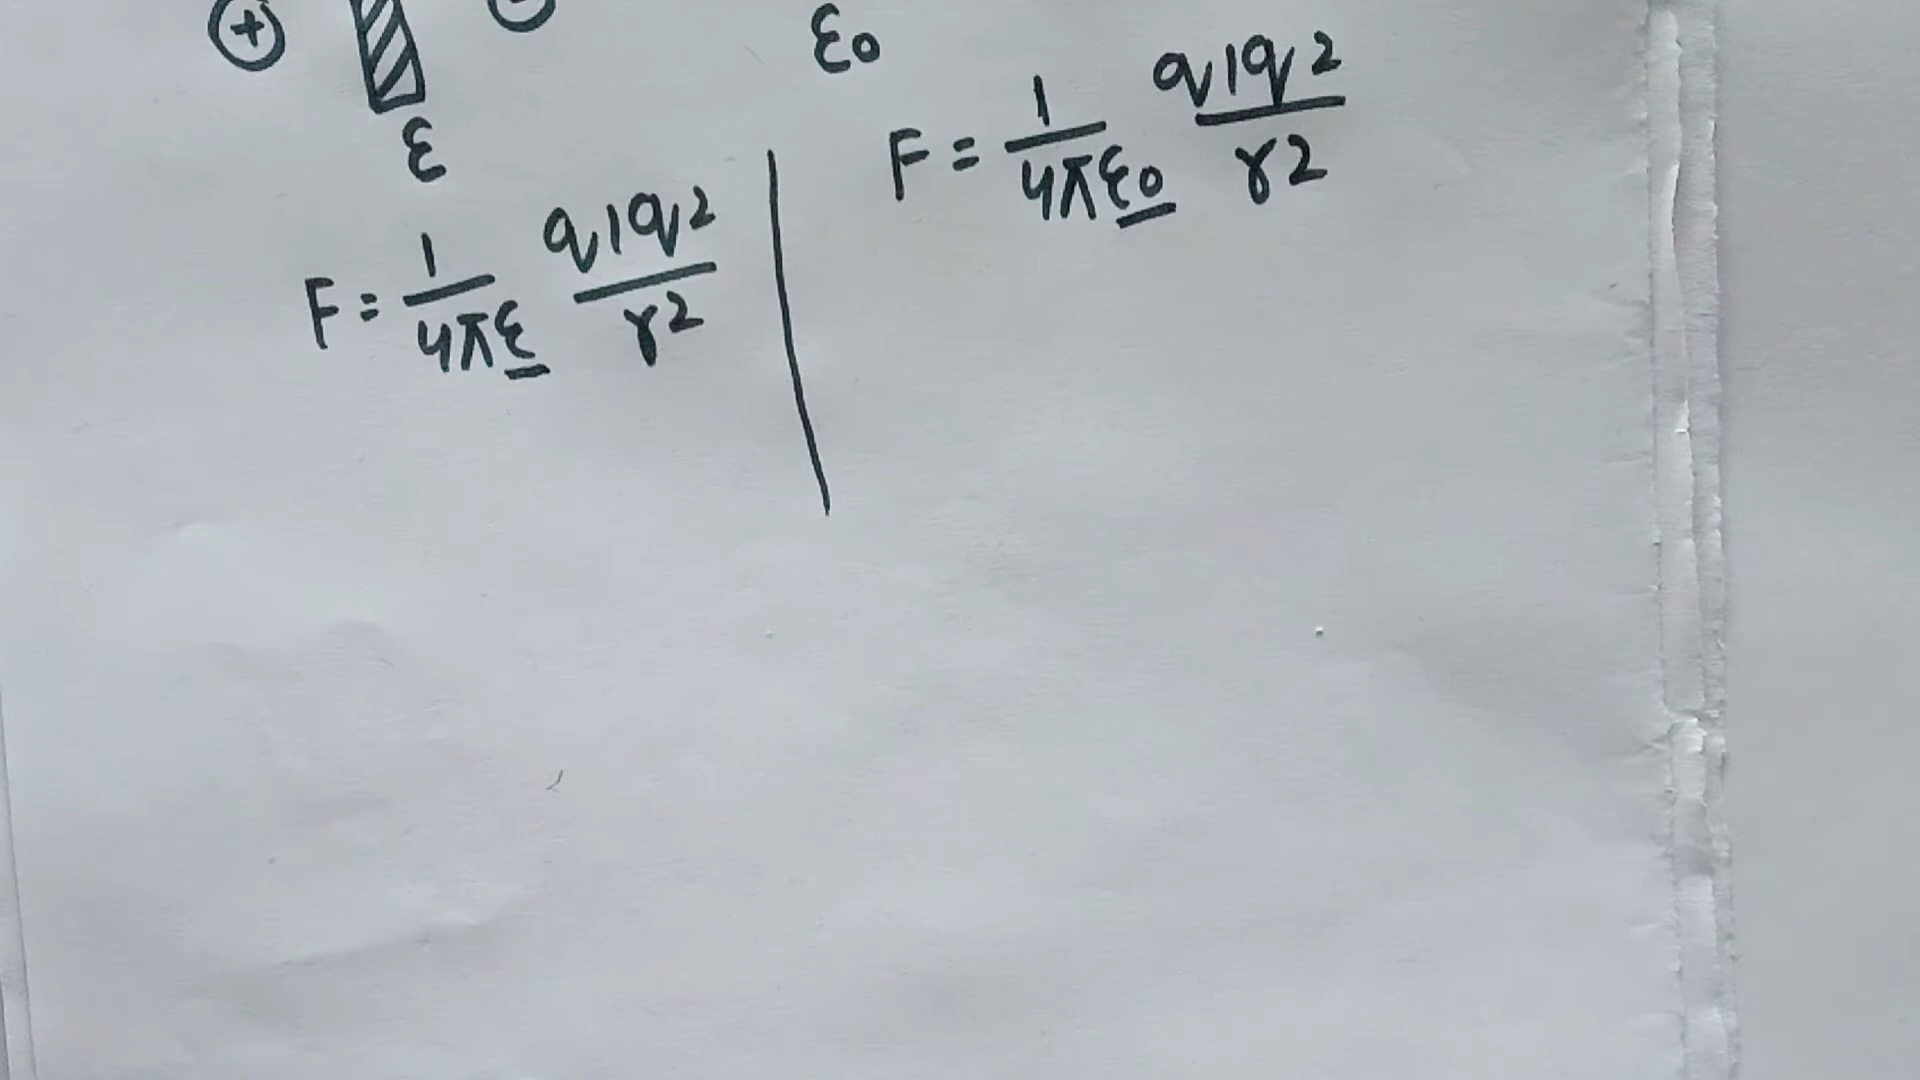 ε0
F = 1/4πε0 q1q2/r2
ε
F = 1/4πε q1q2/r2